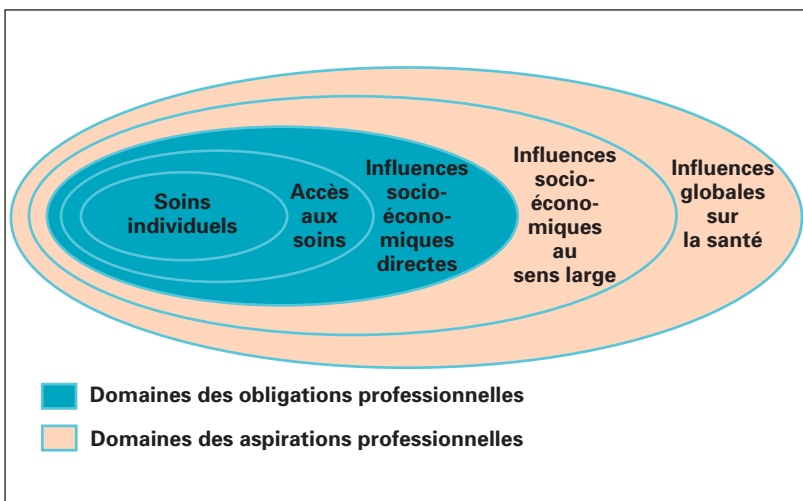 Soins
individuels
Accès
aux
soins
Influences
socio-
écono-
miques
directes
Influences
socio-
écono-
miques
au
sens large
Influences
globales
sur
la santé
Domaines des obligations professionnelles
Domaines des aspirations professionnelles